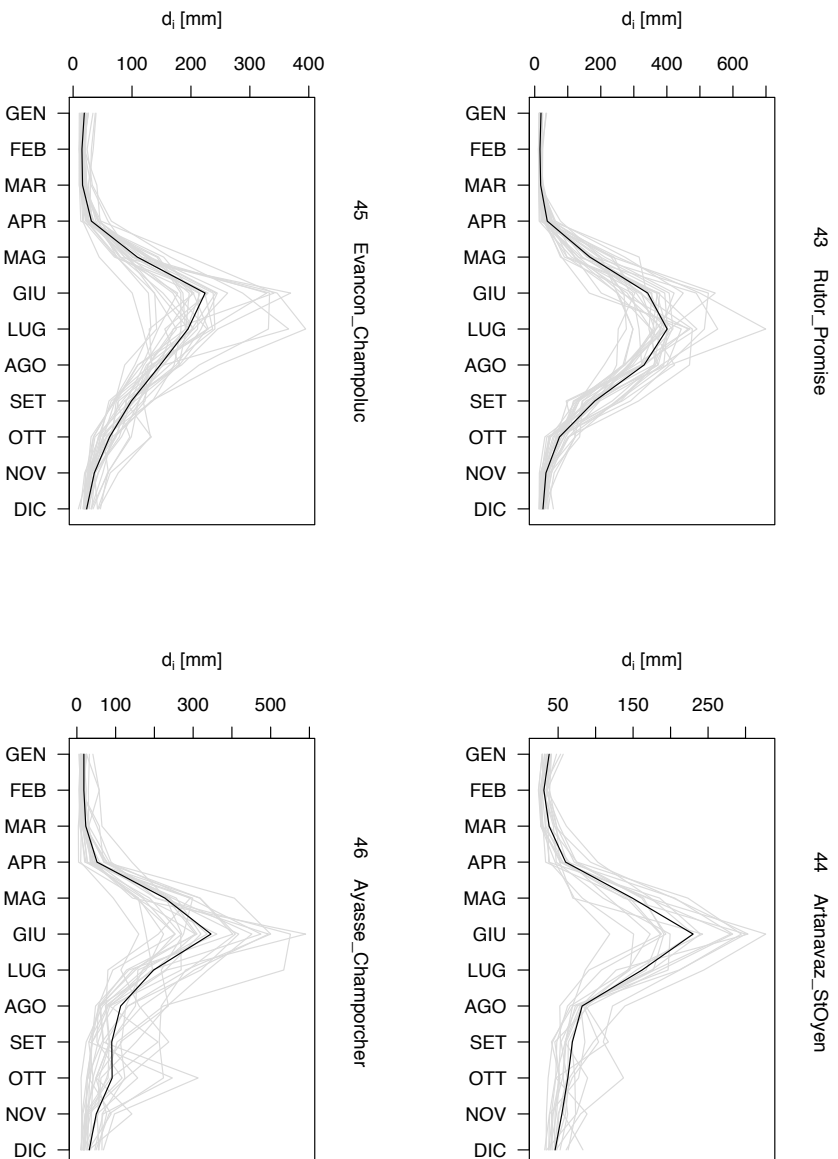 d_i [mm]
0 100 200 300 400
GEN
FEB
MAR
APR
MAG
GIU
LUG
AGO
SET
OTT
NOV
DIC
45 Evancon_Champoluc
d_i [mm]
0 200 400 600
GEN
FEB
MAR
APR
MAG
GIU
LUG
AGO
SET
OTT
NOV
DIC
43 Rutor_Promise
d_i [mm]
0 100 300 500
GEN
FEB
MAR
APR
MAG
GIU
LUG
AGO
SET
OTT
NOV
DIC
46 Ayasse_Champorcher
d_i [mm]
50 150 250
GEN
FEB
MAR
APR
MAG
GIU
LUG
AGO
SET
OTT
NOV
DIC
44 Artanavaz_StOyen